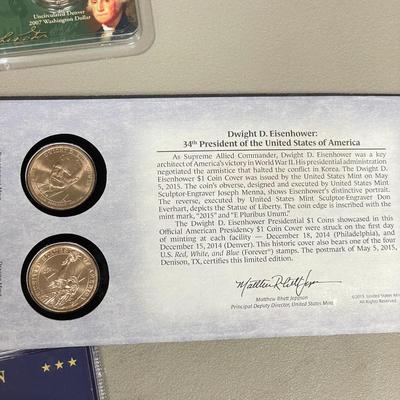 Uncirculated Denver
2007 Washington Dollar
Dwight D. Eisenhower:
34th President of the United States of America
As Supreme Allied Commander, Dwight D. Eisenhower was a key
architect of America's victory in World War II. His presidential administration
negotiated the armistice that halted the conflict in Korea. The Dwight D.
Eisenhower $1 Coin Cover was issued by the United States Mint on
May 5, 2015. The coin's obverse, designed and executed by United States Mint
Sculptor-Engraver Joseph Menna, shows Eisenhower's distinctive portrait.
The reverse, executed by United States Mint Sculptor-Engraver Don
Everhart, depicts the Statue of Liberty. The coin edge is inscribed with the
mint mark, "2015" and "E Pluribus Unum."
The Dwight D. Eisenhower Presidential $1 Coins showcased in this
Official American Presidency $1 Coin Cover were struck on the first day
of minting at each facility — December 18, 2014 (Philadelphia), and
December 15, 2014 (Denver). This historic cover also bears one of the four
U.S. Red, White, and Blue (Forever®) stamps. The postmark of May 5, 2015,
Denison, TX, certifies this limited edition.
Matthew Rhett Jeppson
Matthew Rhett Jeppson
Principal Deputy Director, United States Mint
©2015 United States Mint